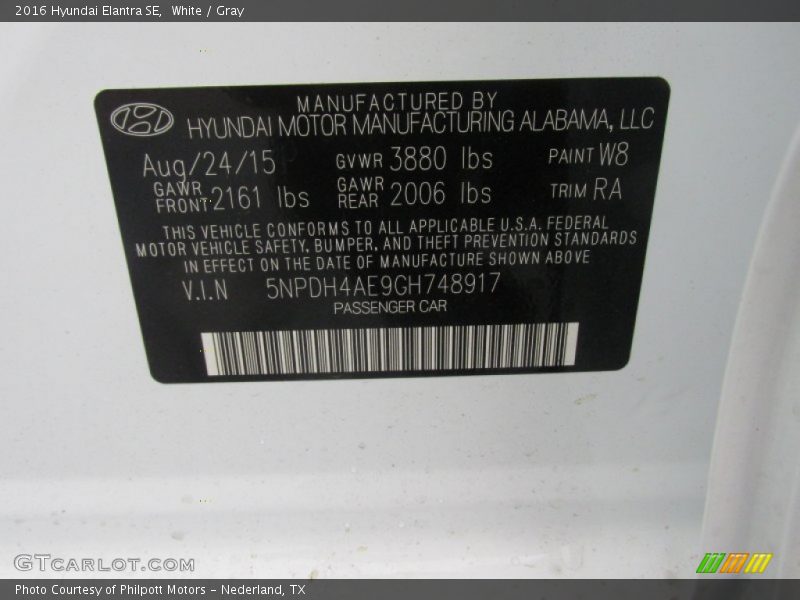 2016 Hyundai Elantra SE,  White / Gray
MANUFACTURED BY
HYUNDAI MOTOR MANUFACTURING ALABAMA, LLC
Aug/24/15 GVWR 3880 lbs PAINT W8
GAWR FRONT 2161 lbs GAWR REAR 2006 lbs TRIM RA
THIS VEHICLE CONFORMS TO ALL APPLICABLE U.S.A. FEDERAL
MOTOR VEHICLE SAFETY, BUMPER, AND THEFT PREVENTION STANDARDS
IN EFFECT ON THE DATE OF MANUFACTURE SHOWN ABOVE
V.I.N 5NPDH4AE9GH748917
PASSENGER CAR
GTCARLOT.COM
Photo Courtesy of Philpott Motors - Nederland, TX